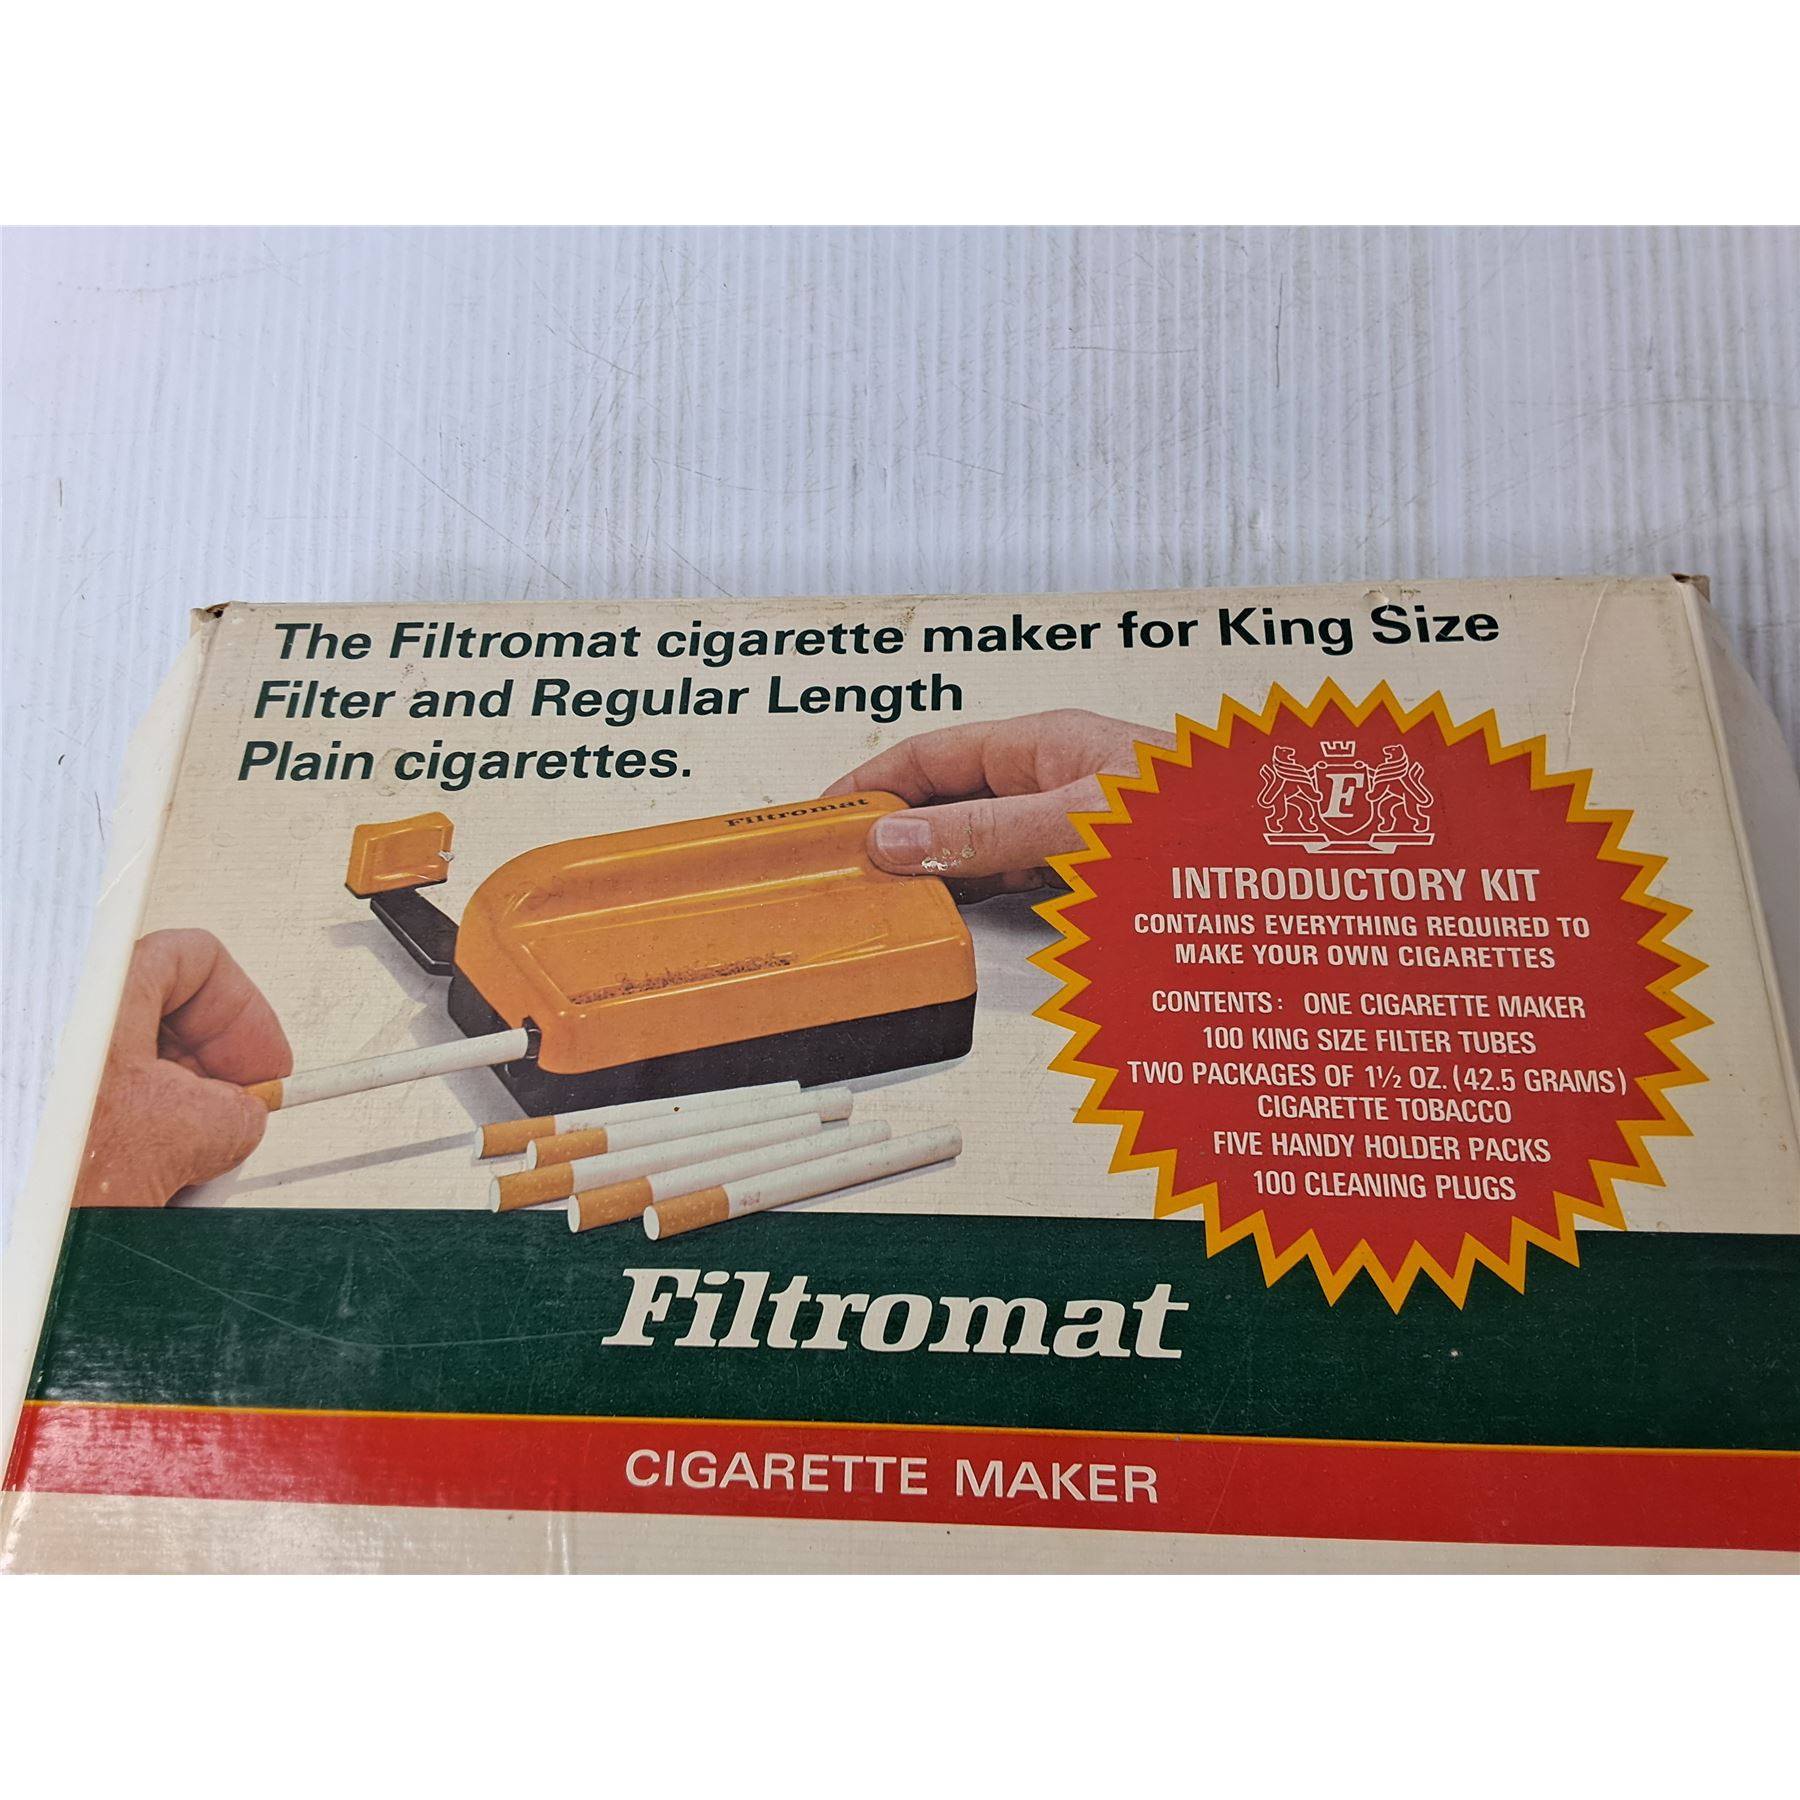 The Filtromat cigarette maker for King Size
Filter and Regular Length
Plain cigarettes.
Filtromat
F
INTRODUCTORY KIT
CONTAINS EVERYTHING REQUIRED TO
MAKE YOUR OWN CIGARETTES
CONTENTS: ONE CIGARETTE MAKER
100 KING SIZE FILTER TUBES
TWO PACKAGES OF 1½ OZ. (42.5 GRAMS)
CIGARETTE TOBACCO
FIVE HANDY HOLDER PACKS
100 CLEANING PLUGS
Filtromat
CIGARETTE MAKER